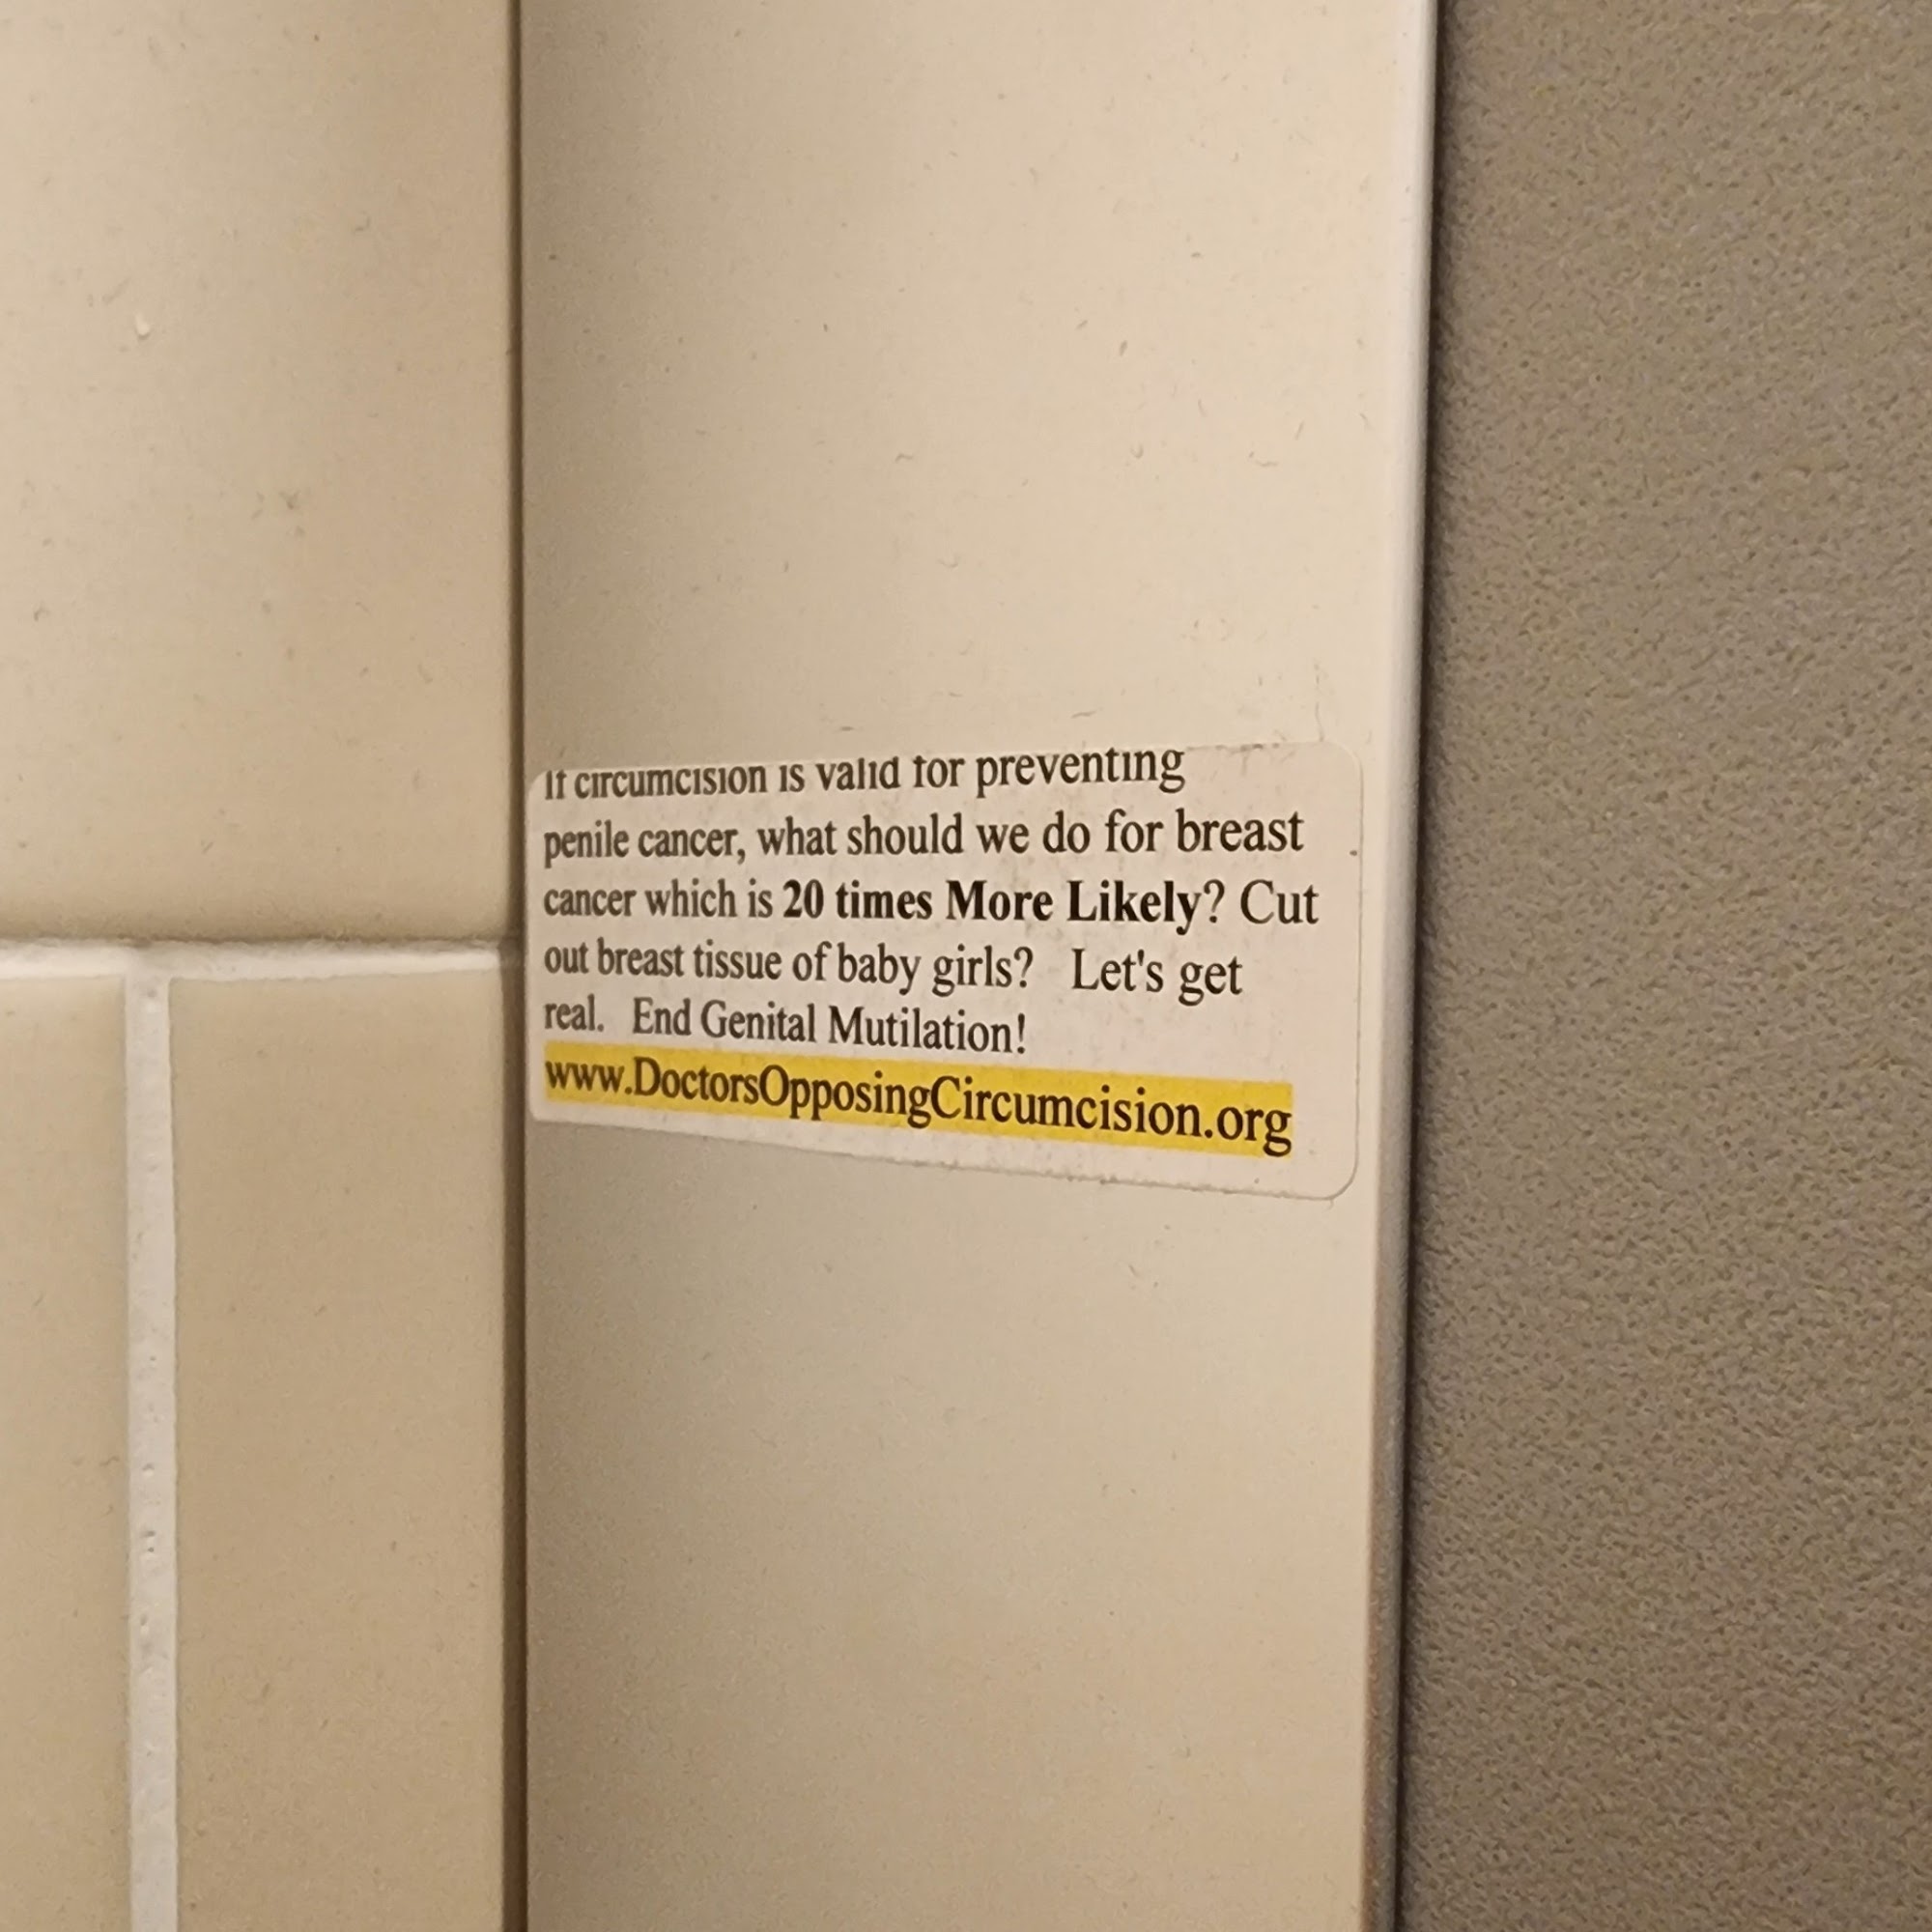 If circumcision is valid for preventing
penile cancer, what should we do for breast
cancer which is 20 times More Likely? Cut
out breast tissue of baby girls? Let's get
real. End Genital Mutilation!
www.DoctorsOpposingCircumcision.org